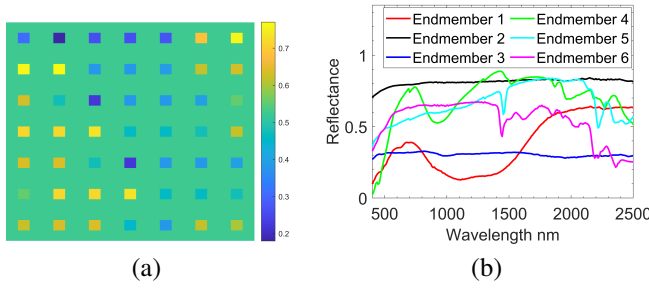 0.7
0.6
0.5
0.4
0.3
0.2
(a)
Endmember 1 Endmember 4
Endmember 2 Endmember 5
Endmember 3 Endmember 6
Reflectance
1
0.5
0
500 1000 1500 2000 2500
Wavelength nm
(b)